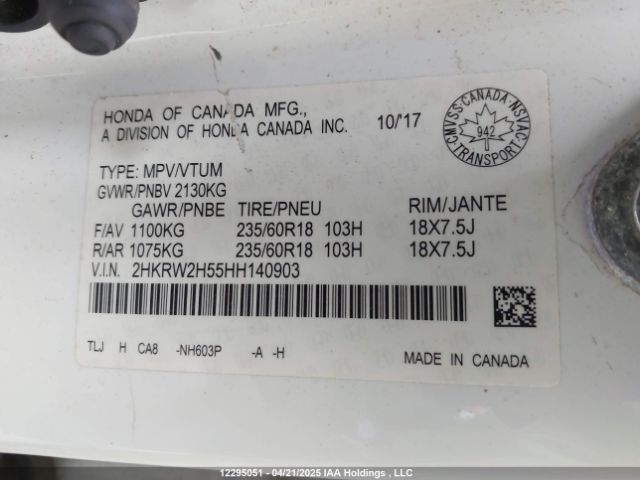 HONDA OF CANADA MFG.,
A DIVISION OF HONDA CANADA INC. 10/'17
CMVSS · CANADA · NSVAC · TRANSPORT
942
TYPE: MPV/VTUM
GVWR/PNBV 2130KG
GAWR/PNBE TIRE/PNEU RIM/JANTE
F/AV 1100KG 235/60R18 103H 18X7.5J
R/AR 1075KG 235/60R18 103H 18X7.5J
V.I.N. 2HKRW2H55HH140903
TLJ H CA8 -NH603P -A -H MADE IN CANADA
12295051 - 04/21/2025 IAA Holdings , LLC